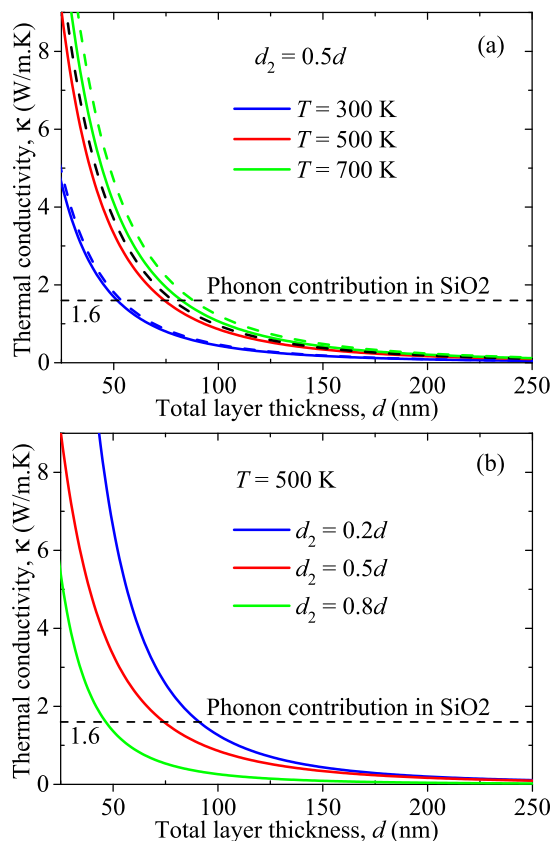 (a)
d₂ = 0.5d
T = 300 K
T = 500 K
T = 700 K
Phonon contribution in SiO2
1.6
8
6
4
2
0
50 100 150 200 250
Thermal conductivity, κ (W/m.K)
Total layer thickness, d (nm)
(b)
T = 500 K
d₂ = 0.2d
d₂ = 0.5d
d₂ = 0.8d
Phonon contribution in SiO2
1.6
8
6
4
2
0
50 100 150 200 250
Thermal conductivity, κ (W/m.K)
Total layer thickness, d (nm)